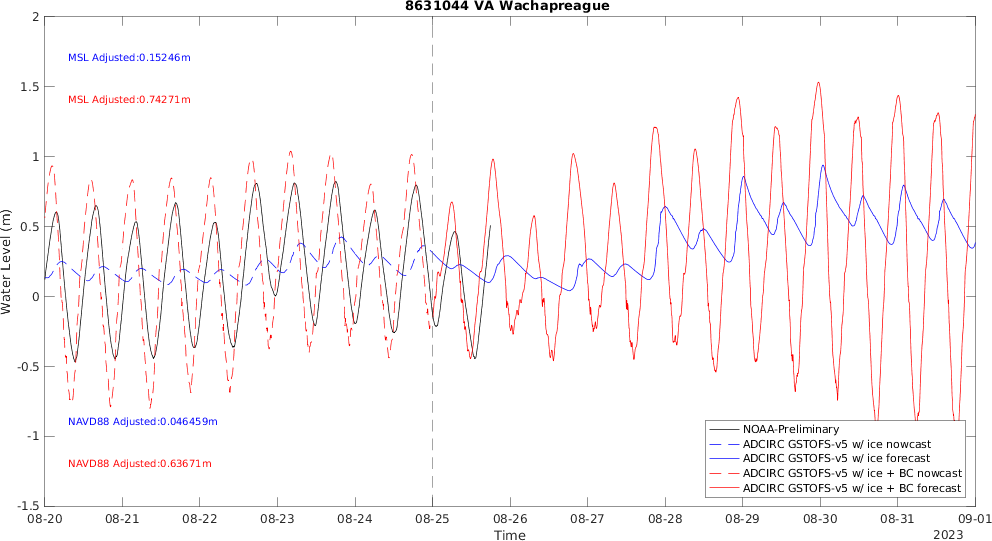 8631044 VA Wachapreague
2
1.5
1
0.5
0
-0.5
-1
-1.5
Water Level (m)
MSL Adjusted:0.15246m
MSL Adjusted:0.74271m
NAVD88 Adjusted:0.046459m
NAVD88 Adjusted:0.63671m
NOAA-Preliminary
ADCIRC GSTOFS-v5 w/ ice nowcast
ADCIRC GSTOFS-v5 w/ ice forecast
ADCIRC GSTOFS-v5 w/ ice + BC nowcast
ADCIRC GSTOFS-v5 w/ ice + BC forecast
08-20 08-21 08-22 08-23 08-24 08-25 08-26 08-27 08-28 08-29 08-30 08-31 09-01
Time
2023